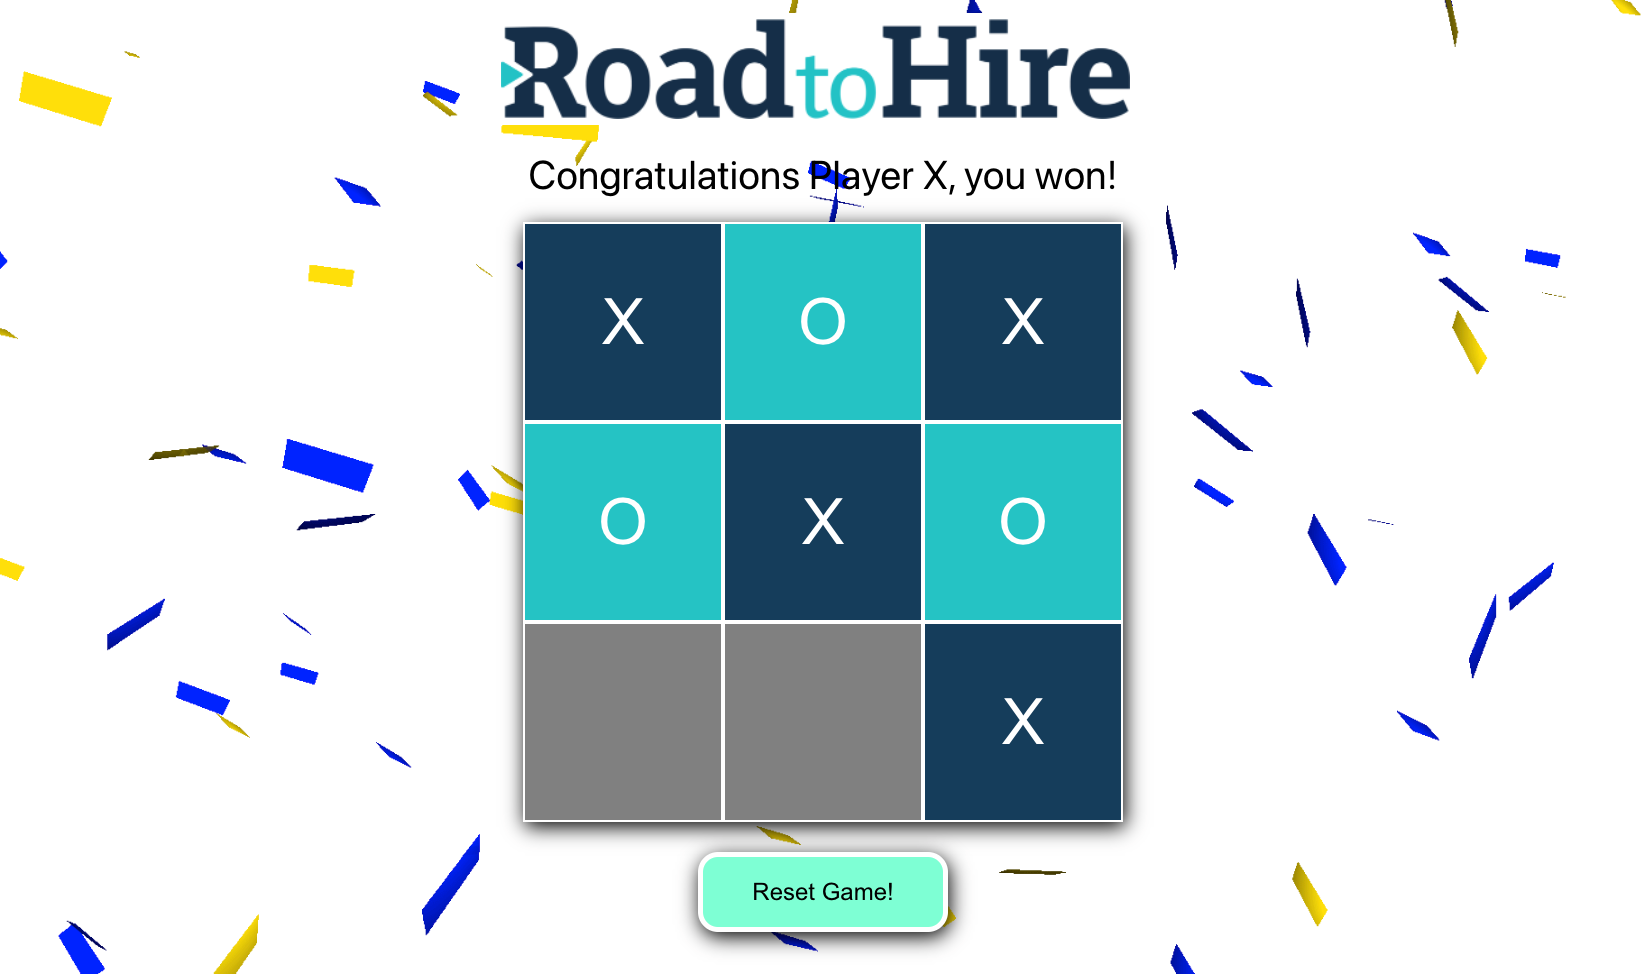 RoadtoHire
Congratulations Player X, you won!
X O X
O X O
X
Reset Game!